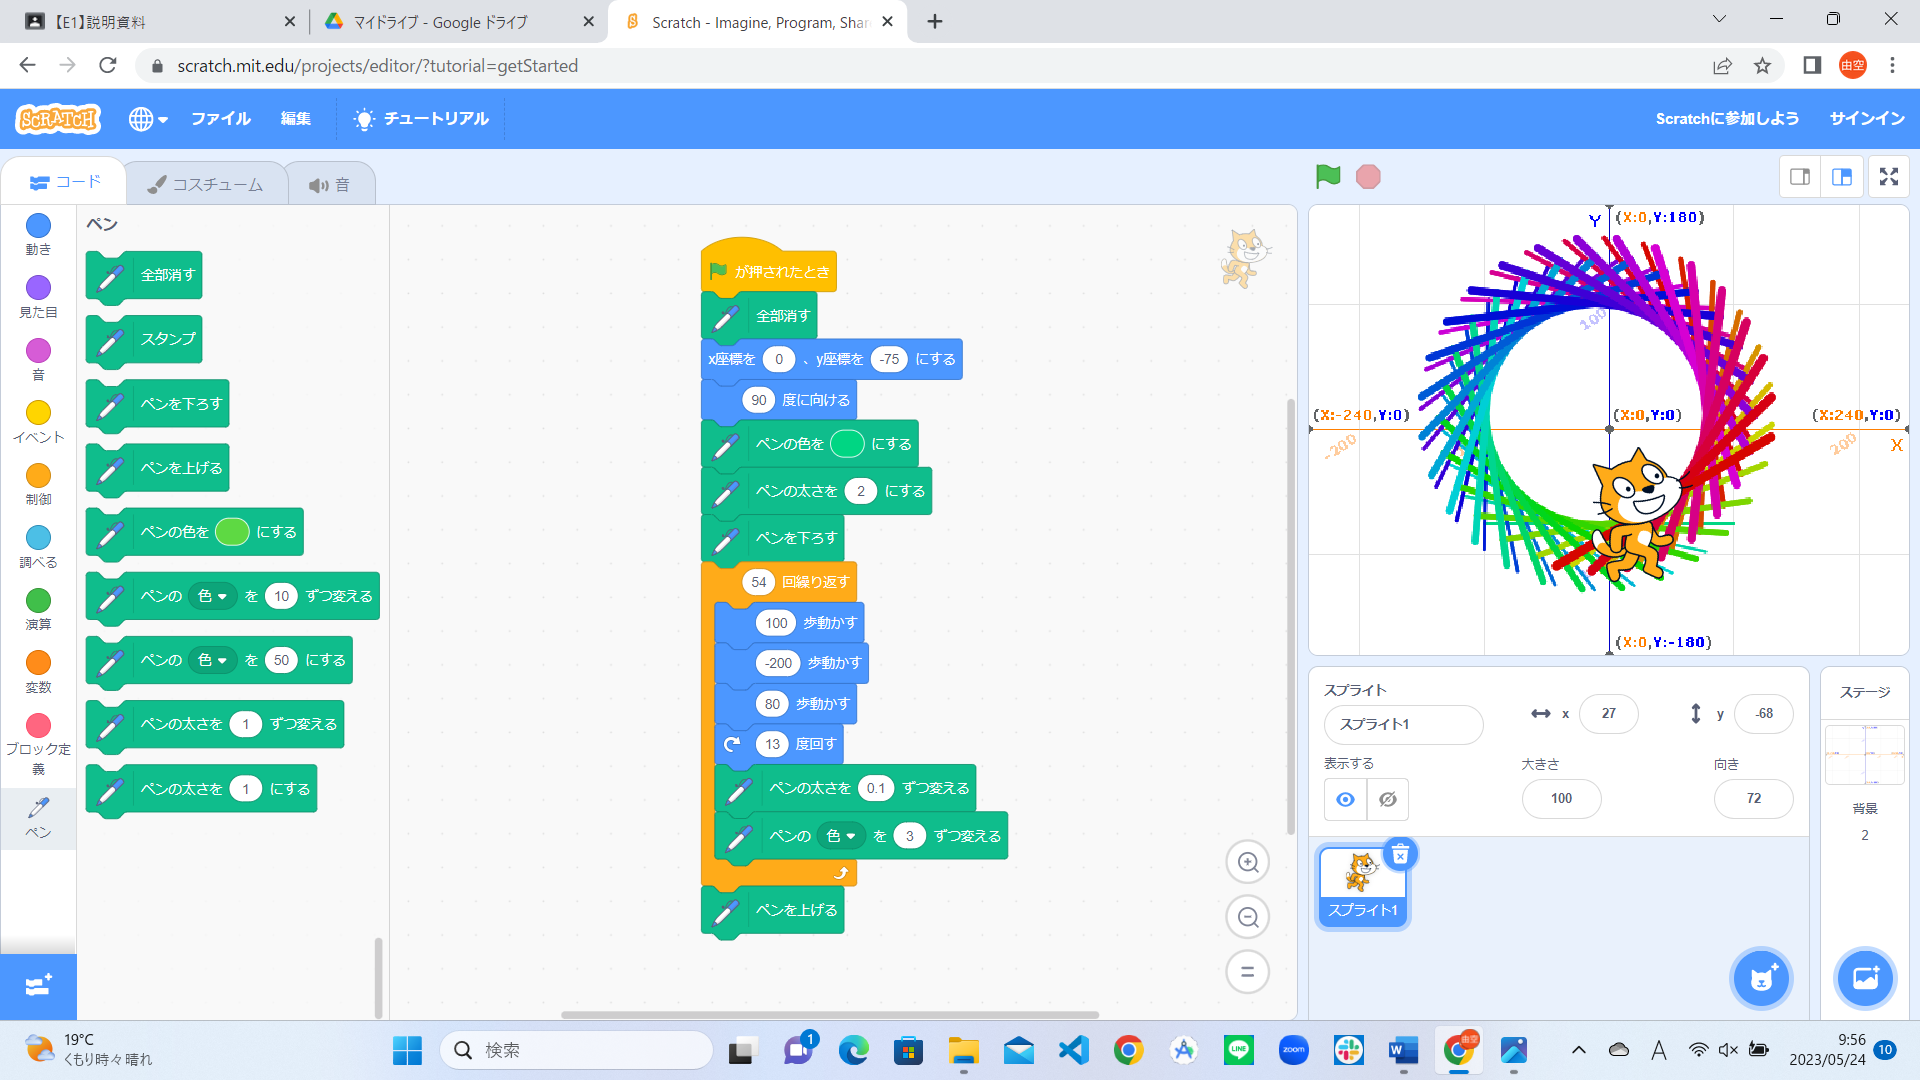 【E1】説明資料
マイドライブ - Google ドライブ
Scratch - Imagine, Program, Shar
scratch.mit.edu/projects/editor/?tutorial=getStarted
由空
SCRATCH
ファイル
編集
チュートリアル
Scratchに参加しよう
サインイン
コード
コスチューム
音
動き
見た目
音
イベント
制御
調べる
演算
変数
ブロック定
義
ペン
ペン
全部消す
スタンプ
ペンを下ろす
ペンを上げる
ペンの色を にする
ペンの 色 を 10 ずつ変える
ペンの 色 を 50 にする
ペンの太さを 1 ずつ変える
ペンの太さを 1 にする
が押されたとき
全部消す
x座標を 0 、y座標を -75 にする
90 度に向ける
ペンの色を にする
ペンの太さを 2 にする
ペンを下ろす
54 回繰り返す
100 歩動かす
-200 歩動かす
80 歩動かす
13 度回す
ペンの太さを 0.1 ずつ変える
ペンの 色 を 3 ずつ変える
ペンを上げる
Y (X:0,Y:180)
100
(X:-240,Y:0) (X:0,Y:0) (X:240,Y:0)
-200 200 X
(X:0,Y:-180)
スプライト
スプライト1
x 27
y -68
表示する
大きさ 100
向き 72
スプライト1
ステージ
背景
2
19°C
くもり時々晴れ
検索
1
LINE
zoom
由空
A
9:56
2023/05/24
10